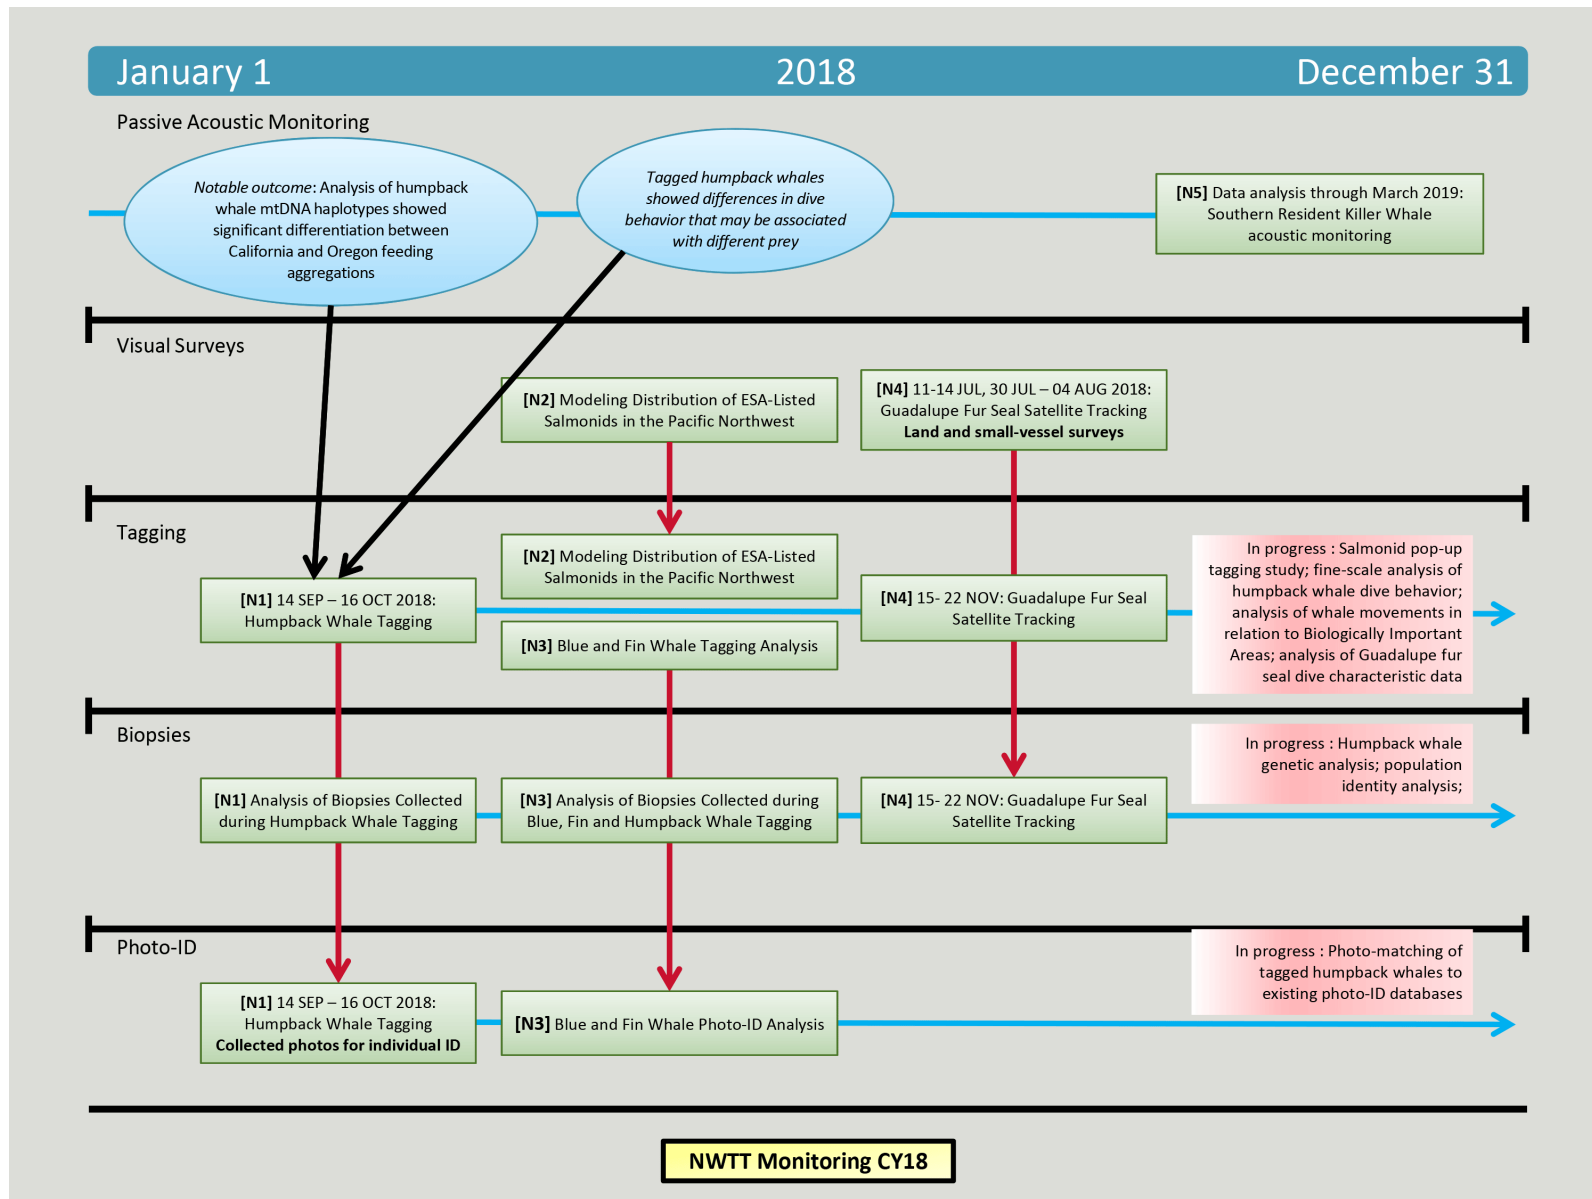 January 1
2018
December 31
Passive Acoustic Monitoring
Notable outcome: Analysis of humpback
whale mtDNA haplotypes showed
significant differentiation between
California and Oregon feeding
aggregations
Tagged humpback whales
showed differences in dive
behavior that may be associated
with different prey
[N5] Data analysis through March 2019:
Southern Resident Killer Whale
acoustic monitoring
Visual Surveys
[N2] Modeling Distribution of ESA-Listed
Salmonids in the Pacific Northwest
[N4] 11-14 JUL, 30 JUL – 04 AUG 2018:
Guadalupe Fur Seal Satellite Tracking
Land and small-vessel surveys
Tagging
[N1] 14 SEP – 16 OCT 2018:
Humpback Whale Tagging
[N2] Modeling Distribution of ESA-Listed
Salmonids in the Pacific Northwest
[N3] Blue and Fin Whale Tagging Analysis
[N4] 15- 22 NOV: Guadalupe Fur Seal
Satellite Tracking
In progress : Salmonid pop-up
tagging study; fine-scale analysis of
humpback whale dive behavior;
analysis of whale movements in
relation to Biologically Important
Areas; analysis of Guadalupe fur
seal dive characteristic data
Biopsies
[N1] Analysis of Biopsies Collected
during Humpback Whale Tagging
[N3] Analysis of Biopsies Collected during
Blue, Fin and Humpback Whale Tagging
[N4] 15- 22 NOV: Guadalupe Fur Seal
Satellite Tracking
In progress : Humpback whale
genetic analysis; population
identity analysis;
Photo-ID
[N1] 14 SEP – 16 OCT 2018:
Humpback Whale Tagging
Collected photos for individual ID
[N3] Blue and Fin Whale Photo-ID Analysis
In progress : Photo-matching of
tagged humpback whales to
existing photo-ID databases
NWTT Monitoring CY18